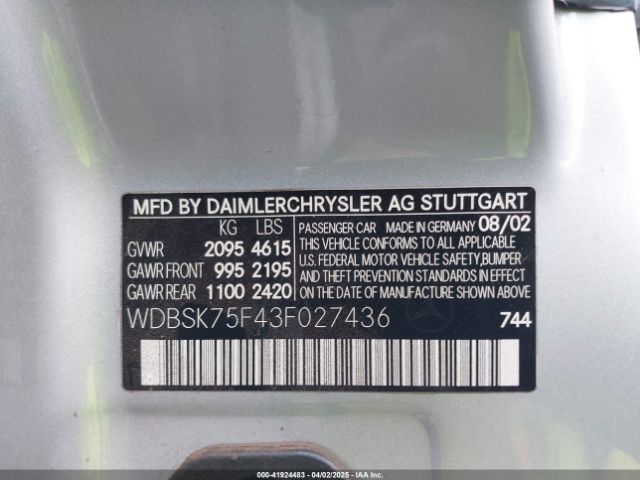 MFD BY DAIMLERCHRYSLER AG STUTTGART
KG LBS
GVWR 2095 4615
GAWR FRONT 995 2195
GAWR REAR 1100 2420
PASSENGER CAR MADE IN GERMANY 08/02
THIS VEHICLE CONFORMS TO ALL APPLICABLE
U.S. FEDERAL MOTOR VEHICLE SAFETY,BUMPER
AND THEFT PREVENTION STANDARDS IN EFFECT
ON THE DATE OF MANUFACTURE SHOWN ABOVE.
WDBSK75F43F027436
744
000-41924483 - 04/02/2025 - IAA Inc.